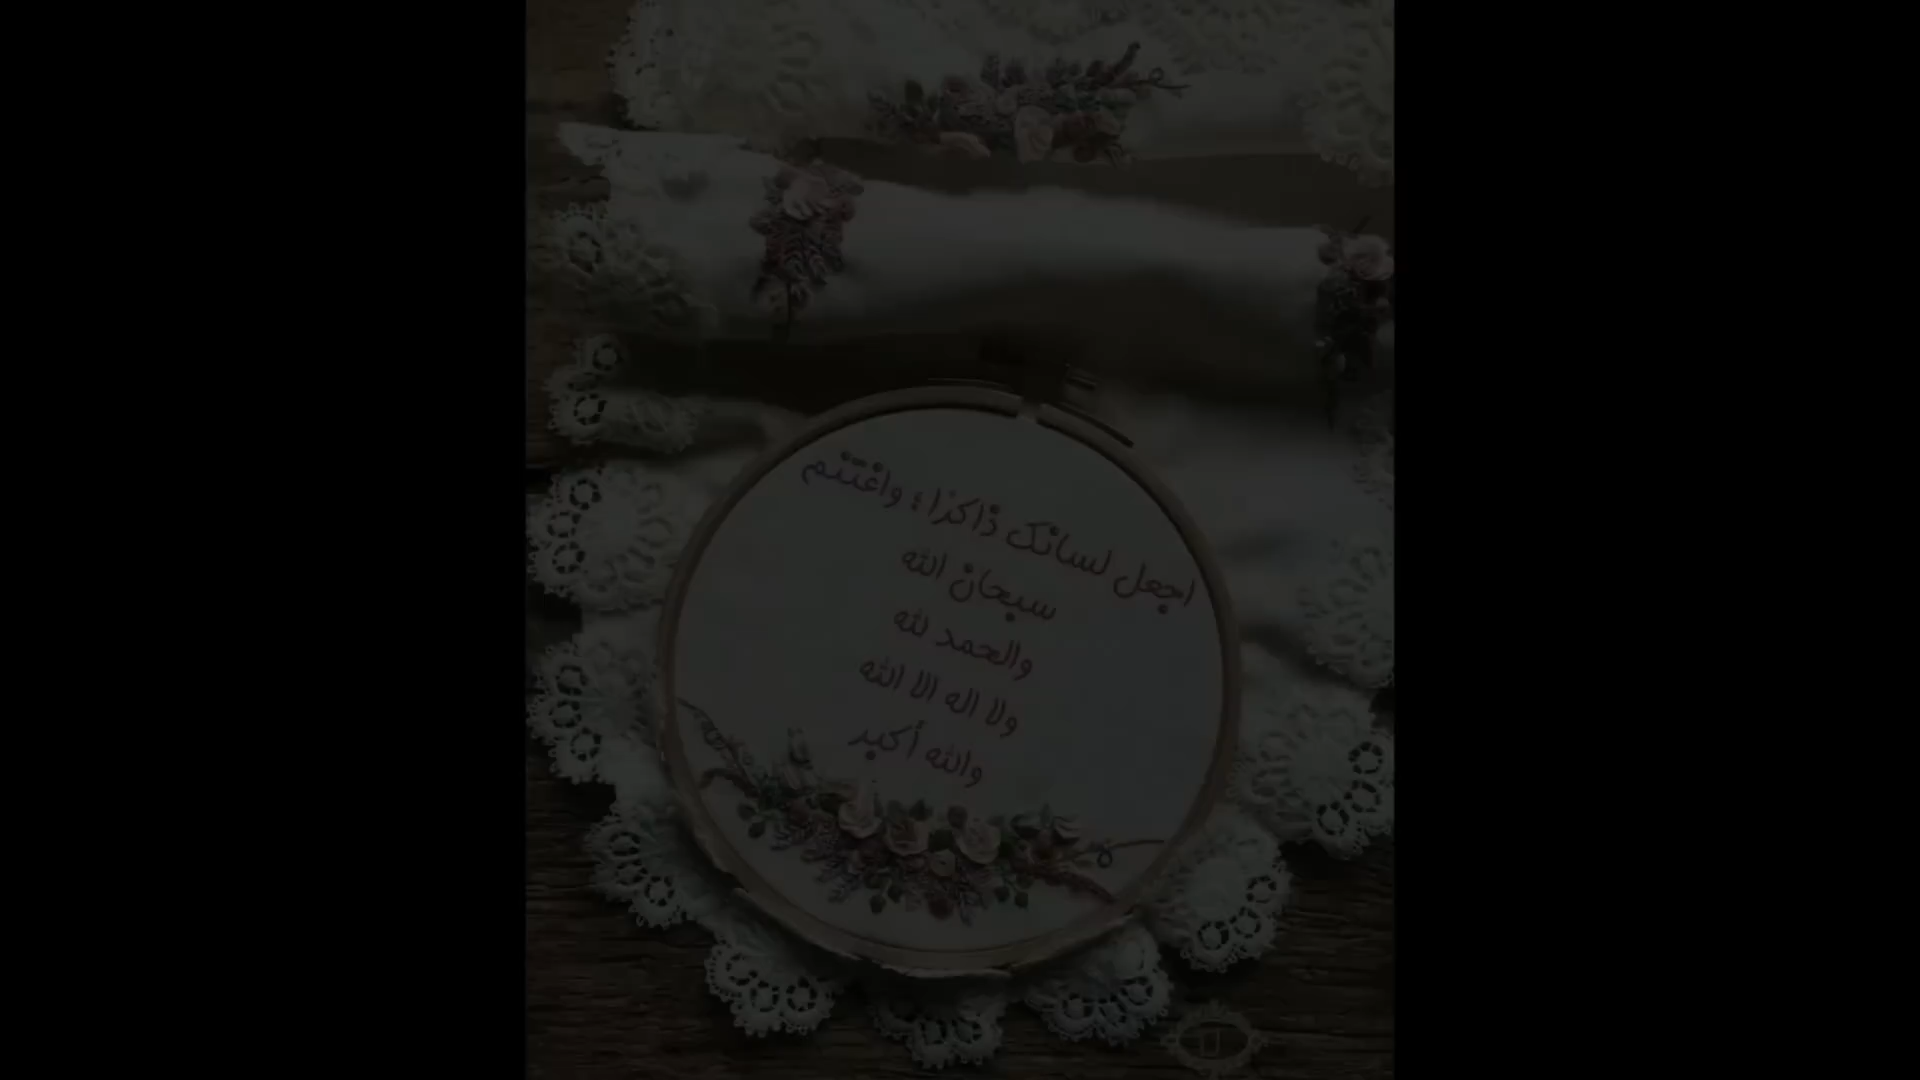 اجعل لسانك ذاكرا ؛ واغتنم
سبحان الله
والحمد لله
ولا اله الا الله
والله أكبر